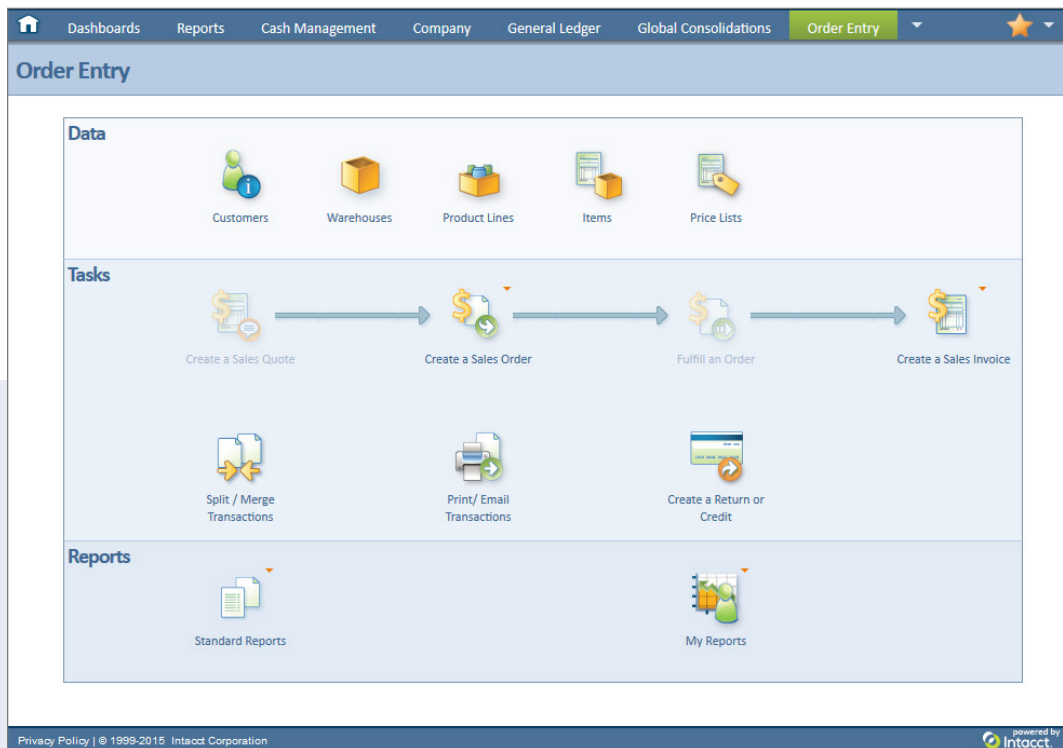 Dashboards Reports Cash Management Company General Ledger Global Consolidations Order Entry
Order Entry
Data
Customers Warehouses Product Lines Items Price Lists
Tasks
Create a Sales Quote Create a Sales Order Fulfill an Order Create a Sales Invoice
Split / Merge
Transactions
Print/ Email
Transactions
Create a Return or
Credit
Reports
Standard Reports My Reports
Privacy Policy | © 1999-2015 Intacct Corporation
powered by
Intacct